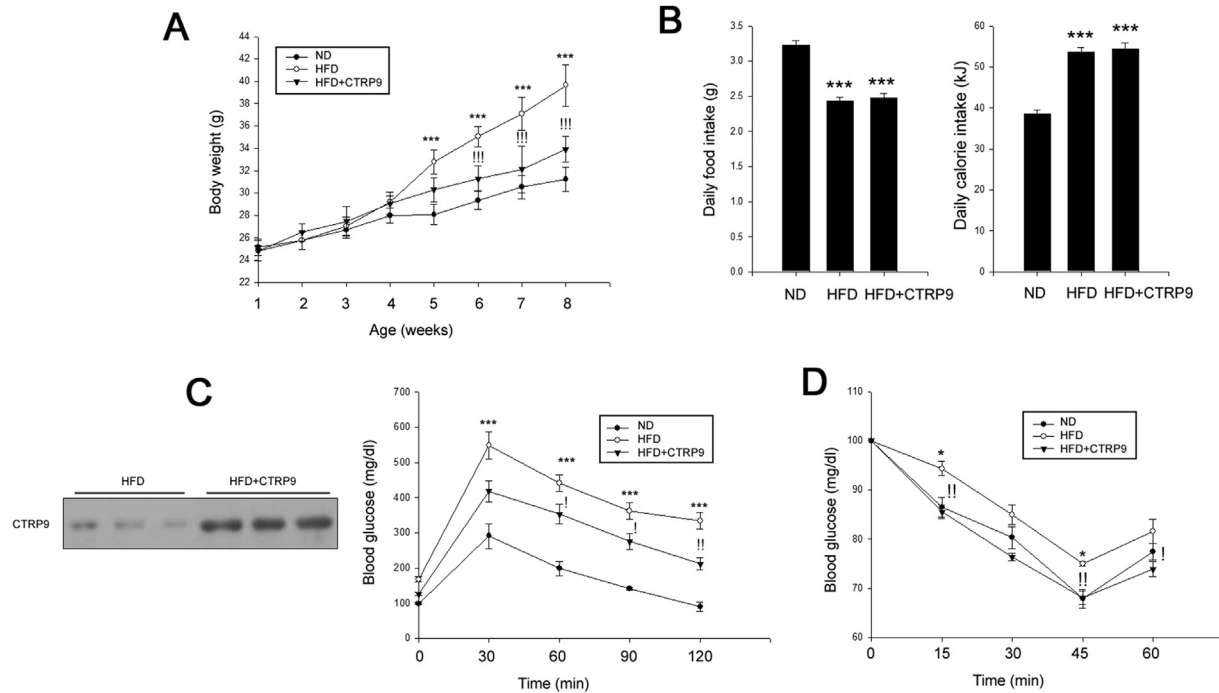 A
ND
HFD
HFD+CTRP9
Body weight (g)
42
40
38
36
34
32
30
28
26
24
22
***
***
***
***
!!!
!!!
!!!
1 2 3 4 5 6 7 8
Age (weeks)
B
Daily food intake (g)
3.5
3.0
2.5
2.0
1.5
1.0
0.5
0.0
*** ***
ND HFD HFD+CTRP9
Daily calorie intake (kJ)
60
50
40
30
20
10
0
*** ***
ND HFD HFD+CTRP9
HFD HFD+CTRP9
CTRP9
C
ND
HFD
HFD+CTRP9
Blood glucose (mg/dl)
700
600
500
400
300
200
100
0
***
***
***
***
!
!
!!
0 30 60 90 120
Time (min)
D
ND
HFD
HFD+CTRP9
Blood glucose (mg/dl)
100
90
80
70
60
*
!!
*
!!
!
0 15 30 45 60
Time (min)